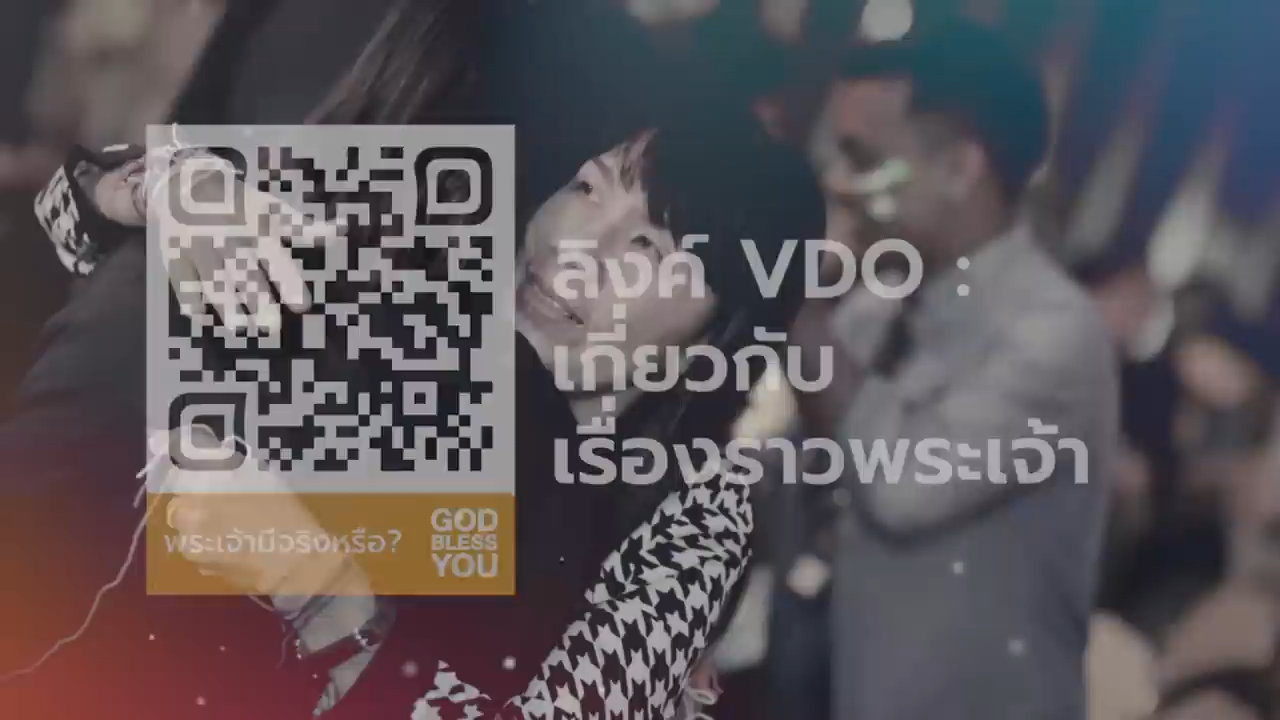 ลิงค์ VDO :
เกี่ยวกับ
เรื่องราวพระเจ้า
พระเจ้ามีจริงหรือ?
GOD
BLESS
YOU